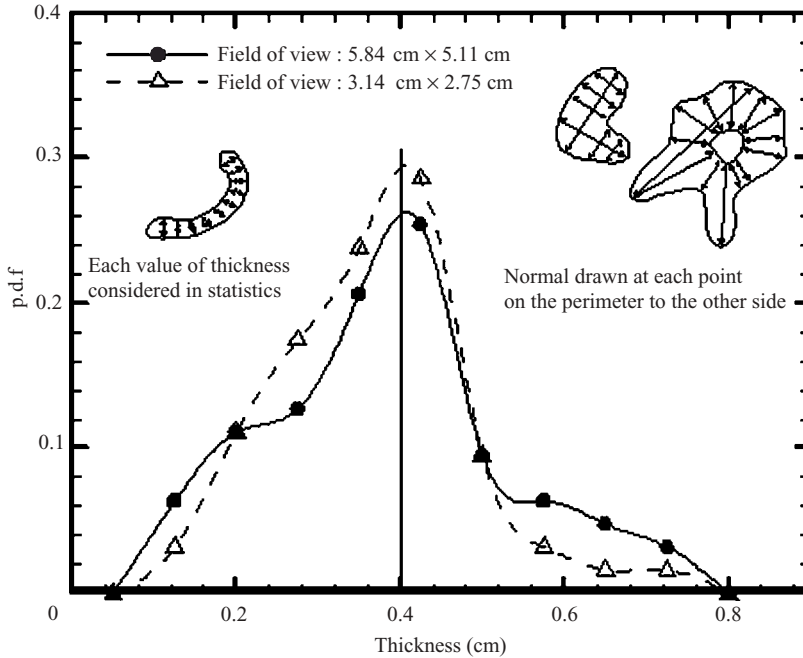 0.4
Field of view : 5.84 cm × 5.11 cm
Field of view : 3.14 cm × 2.75 cm
0.3
Each value of thickness
considered in statistics
Normal drawn at each point
on the perimeter to the other side
p.d.f
0.2
0.1
0
0
0.2
0.4
0.6
0.8
Thickness (cm)